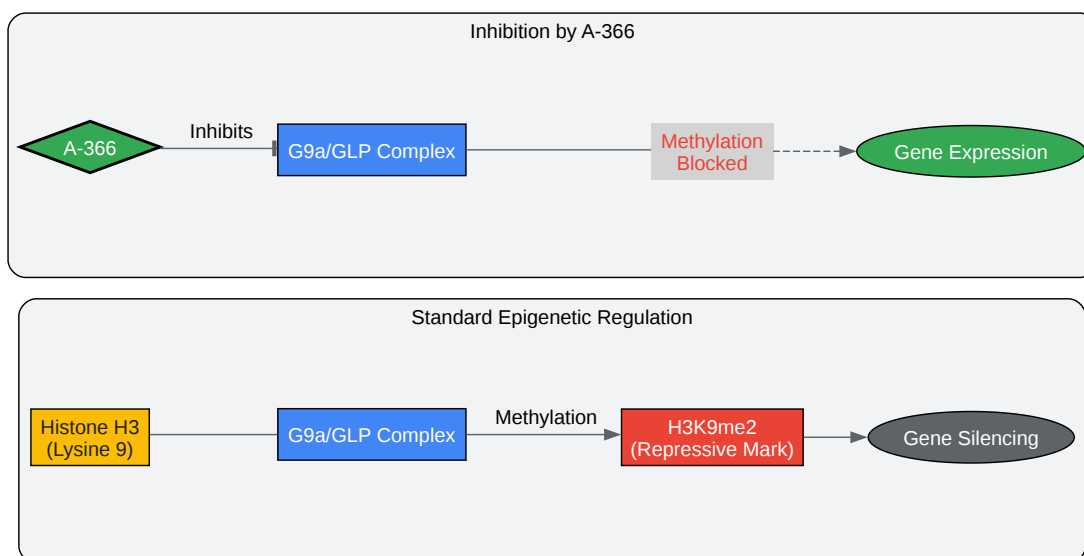 Inhibition by A-366
A-366
Inhibits
G9a/GLP Complex
Methylation
Blocked
Gene Expression
Standard Epigenetic Regulation
Histone H3
(Lysine 9)
G9a/GLP Complex
Methylation
H3K9me2
(Repressive Mark)
Gene Silencing